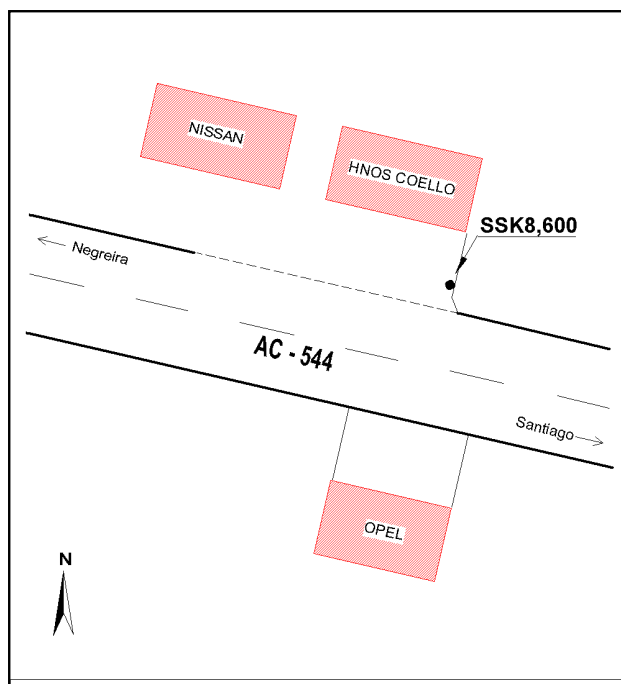 NISSAN
HNOS COELLO
SSK8,600
Negreira
AC - 544
Santiago
OPEL
N